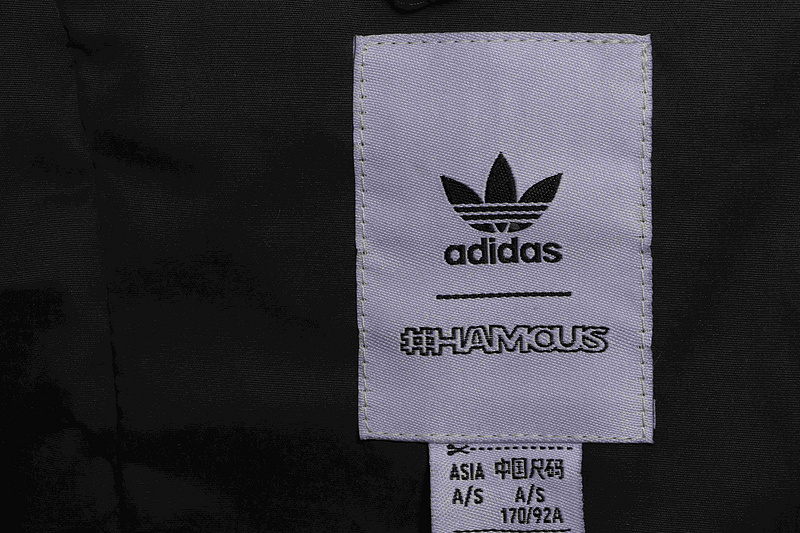 adidas
#HAMOUS
ASIA 中国尺码
A/S A/S
170/92A